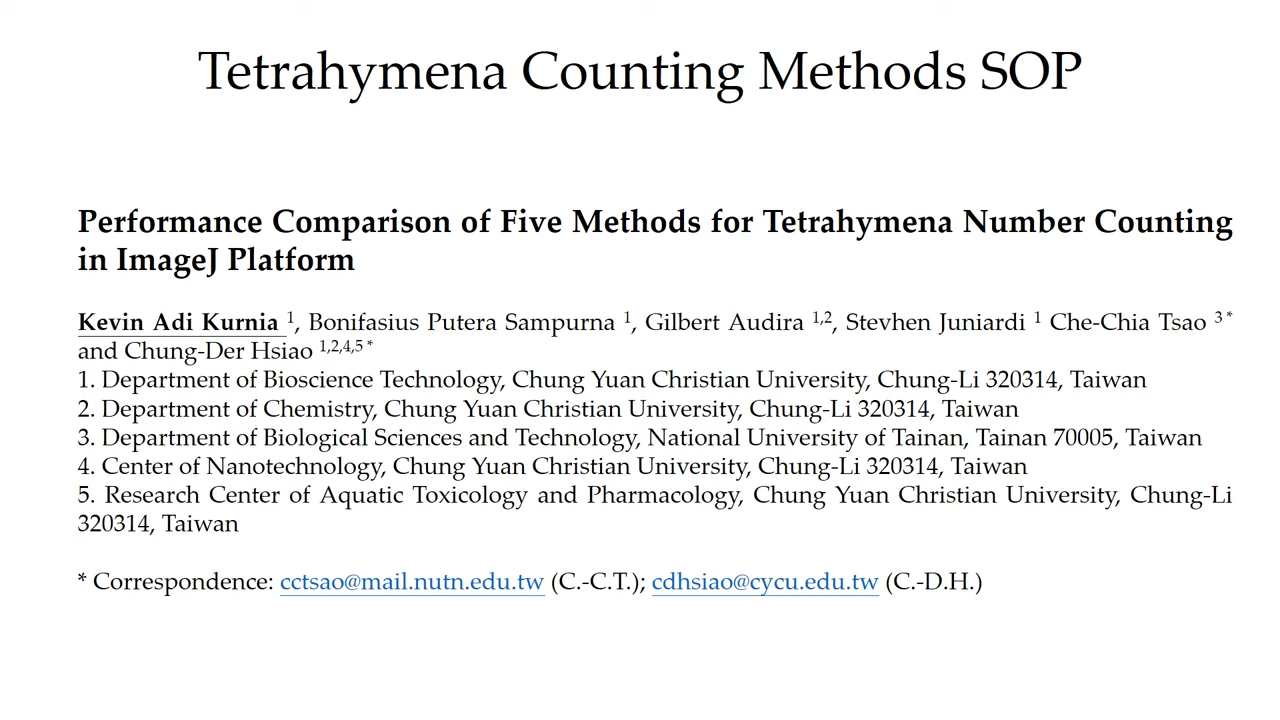 Tetrahymena Counting Methods SOP
Performance Comparison of Five Methods for Tetrahymena Number Counting
in ImageJ Platform
Kevin Adi Kurnia 1, Bonifasius Putera Sampurna 1, Gilbert Audira 1,2, Stevhen Juniardi 1 Che-Chia Tsao 3 *
and Chung-Der Hsiao 1,2,4,5 *
1. Department of Bioscience Technology, Chung Yuan Christian University, Chung-Li 320314, Taiwan
2. Department of Chemistry, Chung Yuan Christian University, Chung-Li 320314, Taiwan
3. Department of Biological Sciences and Technology, National University of Tainan, Tainan 70005, Taiwan
4. Center of Nanotechnology, Chung Yuan Christian University, Chung-Li 320314, Taiwan
5. Research Center of Aquatic Toxicology and Pharmacology, Chung Yuan Christian University, Chung-Li
320314, Taiwan
* Correspondence: cctsao@mail.nutn.edu.tw (C.-C.T.); cdhsiao@cycu.edu.tw (C.-D.H.)